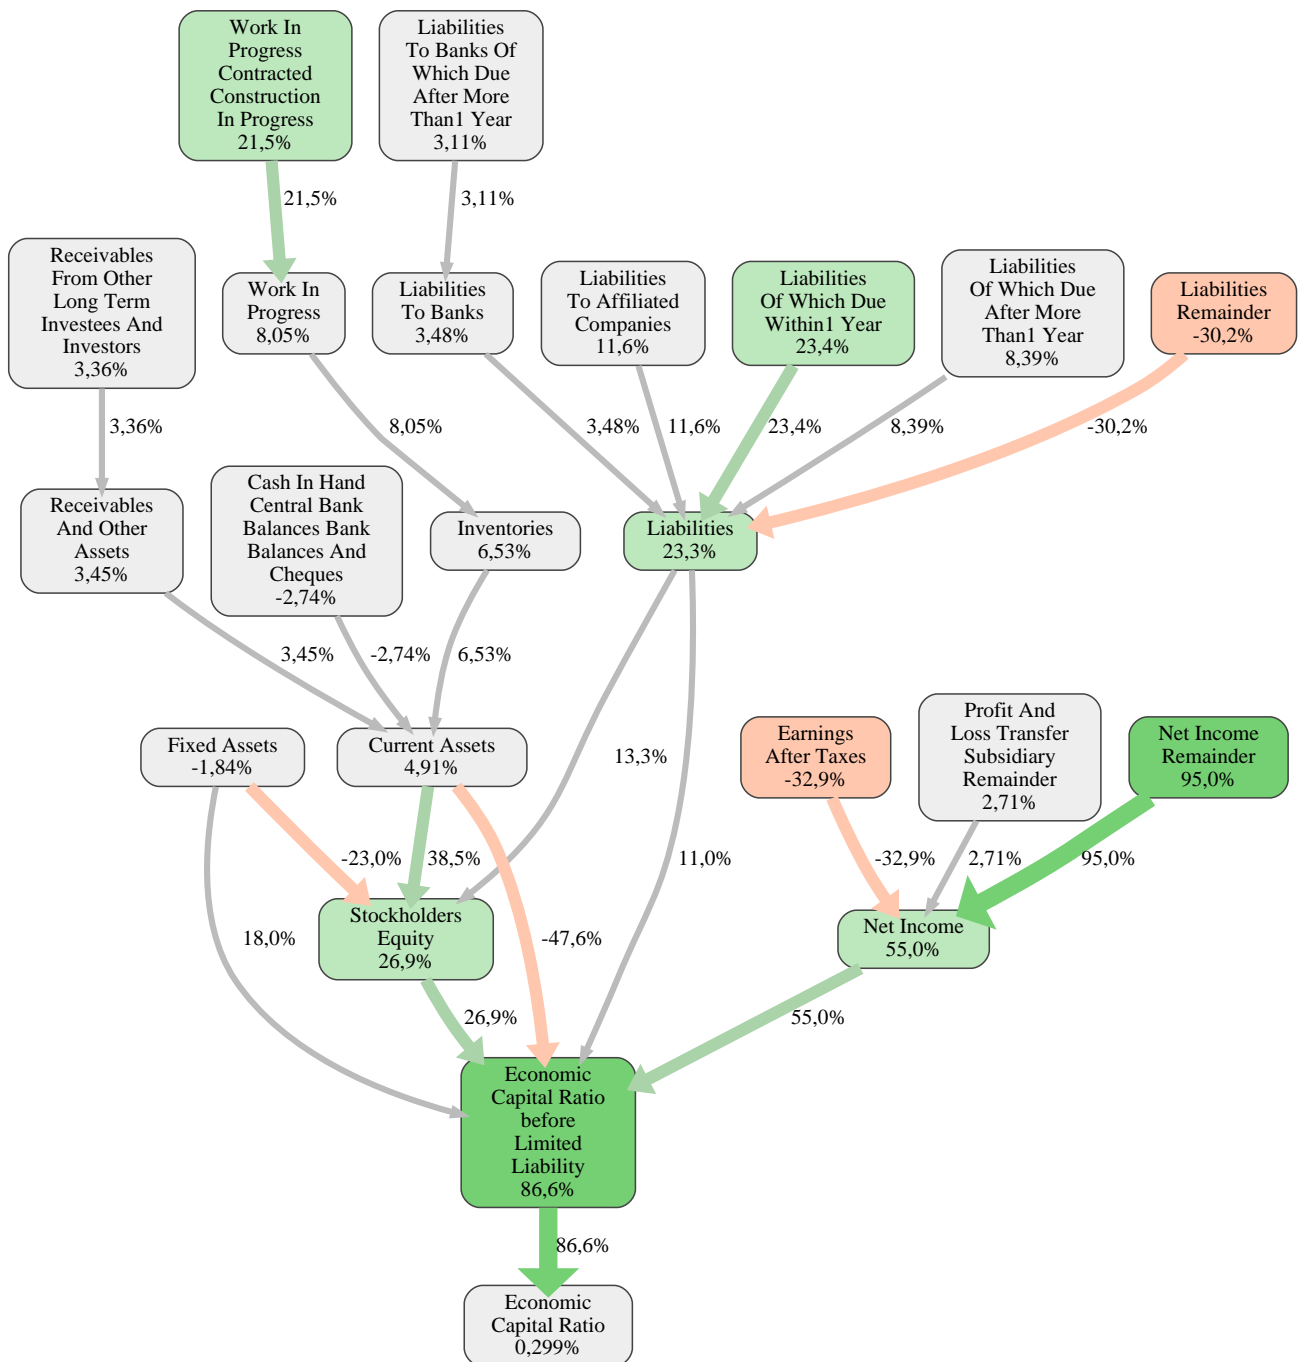 Work In
Progress
Contracted
Construction
In Progress
21,5%
Liabilities
To Banks Of
Which Due
After More
Than1 Year
3,11%
21,5%
3,11%
Receivables
From Other
Long Term
Investees And
Investors
3,36%
Work In
Progress
8,05%
Liabilities
To Banks
3,48%
Liabilities
To Affiliated
Companies
11,6%
Liabilities
Of Which Due
Within1 Year
23,4%
Liabilities
Of Which Due
After More
Than1 Year
8,39%
Liabilities
Remainder
-30,2%
3,36%
8,05%
3,48%
11,6%
23,4%
8,39%
-30,2%
Receivables
And Other
Assets
3,45%
Cash In Hand
Central Bank
Balances Bank
Balances And
Cheques
-2,74%
Inventories
6,53%
Liabilities
23,3%
3,45%
-2,74%
6,53%
Fixed Assets
-1,84%
Current Assets
4,91%
13,3%
Earnings
After Taxes
-32,9%
Profit And
Loss Transfer
Subsidiary
Remainder
2,71%
Net Income
Remainder
95,0%
-23,0%
38,5%
11,0%
-32,9%
2,71%
95,0%
Stockholders
Equity
26,9%
Net Income
55,0%
18,0%
-47,6%
26,9%
55,0%
Economic
Capital Ratio
before
Limited
Liability
86,6%
86,6%
Economic
Capital Ratio
0,299%